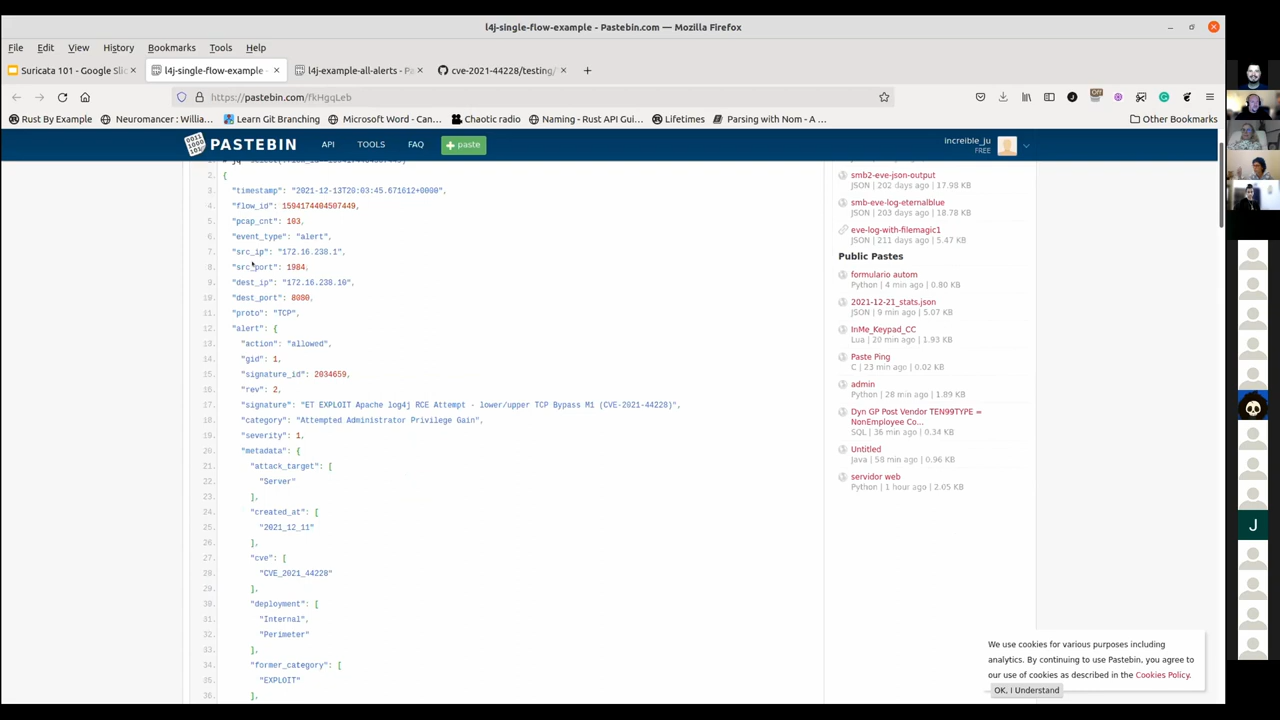 l4j-single-flow-example - Pastebin.com — Mozilla Firefox
File Edit View History Bookmarks Tools Help
Suricata 101 - Google Slid
l4j-single-flow-example -
l4j-example-all-alerts - Pa
cve-2021-44228/testing/
https://pastebin.com/fkHgqLeb
Off
Rust By Example
Neuromancer : Willia...
Learn Git Branching
Microsoft Word - Can...
Chaotic radio
Naming - Rust API Gui...
Lifetimes
Parsing with Nom - A ...
Other Bookmarks
PASTEBIN
API
TOOLS
FAQ
+ paste
increible_ju
FREE
2. {
3. "timestamp": "2021-12-13T20:03:45.671612+0000",
4. "flow_id": 1594174404507449,
5. "pcap_cnt": 103,
6. "event_type": "alert",
7. "src_ip": "172.16.238.1",
8. "src_port": 1984,
9. "dest_ip": "172.16.238.10",
10. "dest_port": 8080,
11. "proto": "TCP",
12. "alert": {
13. "action": "allowed",
14. "gid": 1,
15. "signature_id": 2034659,
16. "rev": 2,
17. "signature": "ET EXPLOIT Apache log4j RCE Attempt - lower/upper TCP Bypass M1 (CVE-2021-44228)",
18. "category": "Attempted Administrator Privilege Gain",
19. "severity": 1,
20. "metadata": {
21. "attack_target": [
22. "Server"
23. ],
24. "created_at": [
25. "2021_12_11"
26. ],
27. "cve": [
28. "CVE_2021_44228"
29. ],
30. "deployment": [
31. "Internal",
32. "Perimeter"
33. ],
34. "former_category": [
35. "EXPLOIT"
36. ],
smb2-eve-json-output
JSON | 202 days ago | 17.98 KB
smb-eve-log-eternalblue
JSON | 203 days ago | 18.78 KB
eve-log-with-filemagic1
JSON | 211 days ago | 5.47 KB
Public Pastes
formulario autom
Python | 4 min ago | 0.80 KB
2021-12-21_stats.json
JSON | 9 min ago | 5.07 KB
InMe_Keypad_CC
Lua | 20 min ago | 1.93 KB
Paste Ping
C | 23 min ago | 0.02 KB
admin
Python | 28 min ago | 1.89 KB
Dyn GP Post Vendor TEN99TYPE =
NonEmployee Co...
SQL | 36 min ago | 0.34 KB
Untitled
Java | 58 min ago | 0.96 KB
servidor web
Python | 1 hour ago | 2.05 KB
We use cookies for various purposes including
analytics. By continuing to use Pastebin, you agree to
our use of cookies as described in the Cookies Policy.
OK, I Understand
J